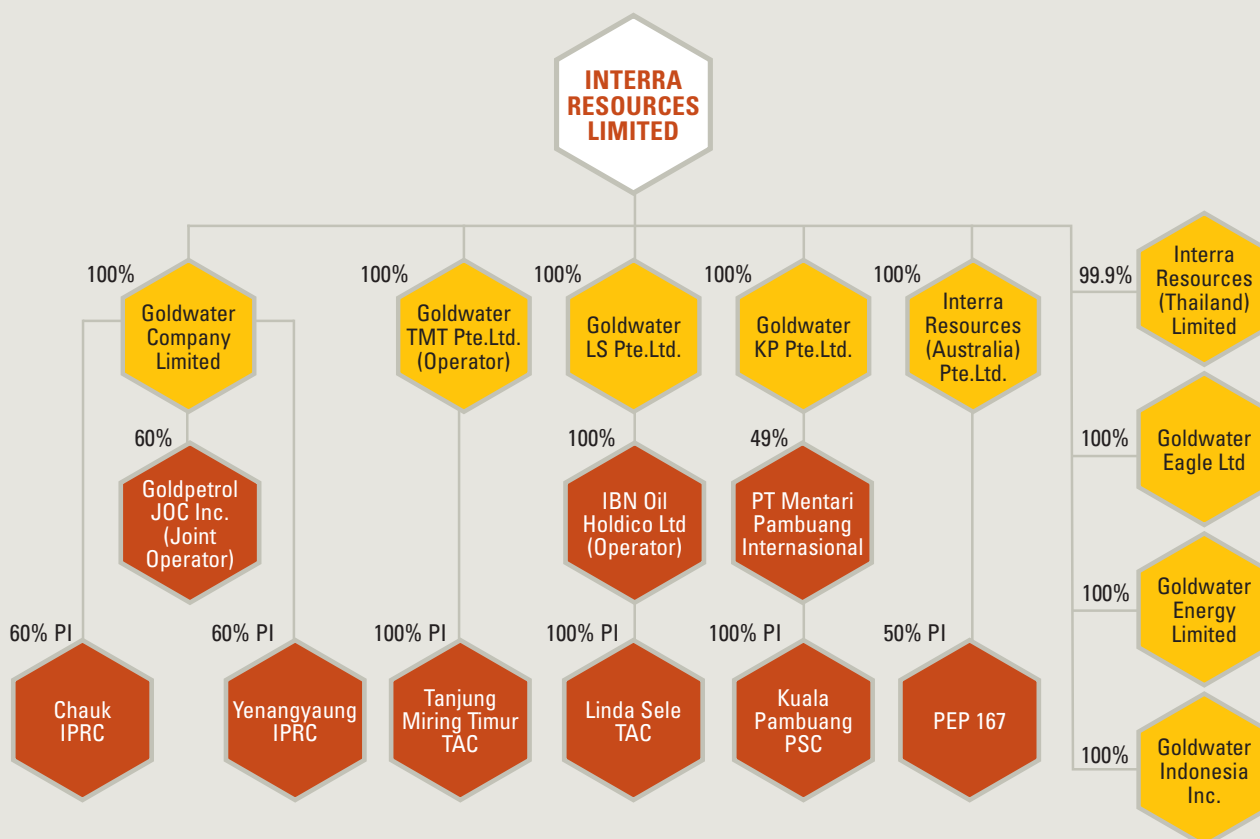 INTERRA
RESOURCES
LIMITED
100%
Goldwater
Company
Limited
100%
Goldwater
TMT Pte.Ltd.
(Operator)
100%
Goldwater
LS Pte.Ltd.
100%
Goldwater
KP Pte.Ltd.
100%
Interra
Resources
(Australia)
Pte.Ltd.
99.9%
Interra
Resources
(Thailand)
Limited
60%
Goldpetrol
JOC Inc.
(Joint
Operator)
100%
IBN Oil
Holdico Ltd
(Operator)
49%
PT Mentari
Pambuang
Internasional
100%
Goldwater
Eagle Ltd
100%
Goldwater
Energy
Limited
60% PI
Chauk
IPRC
60% PI
Yenangyaung
IPRC
100% PI
Tanjung
Miring Timur
TAC
100% PI
Linda Sele
TAC
100% PI
Kuala
Pambuang
PSC
50% PI
PEP 167
100%
Goldwater
Indonesia
Inc.